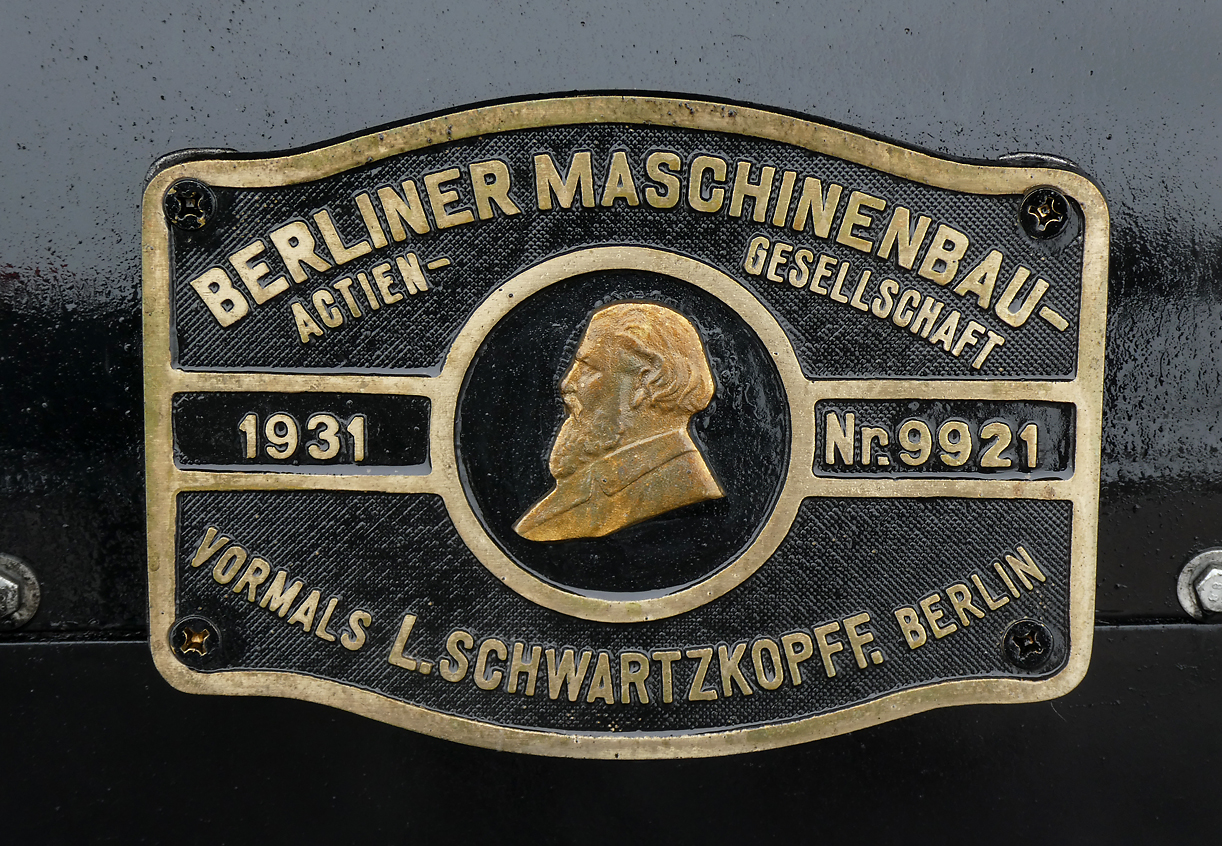 BERLINER MASCHINENBAU-
ACTIEN- GESELLSCHAFT
1931 Nr. 9921
VORMALS L. SCHWARTZKOPFF. BERLIN